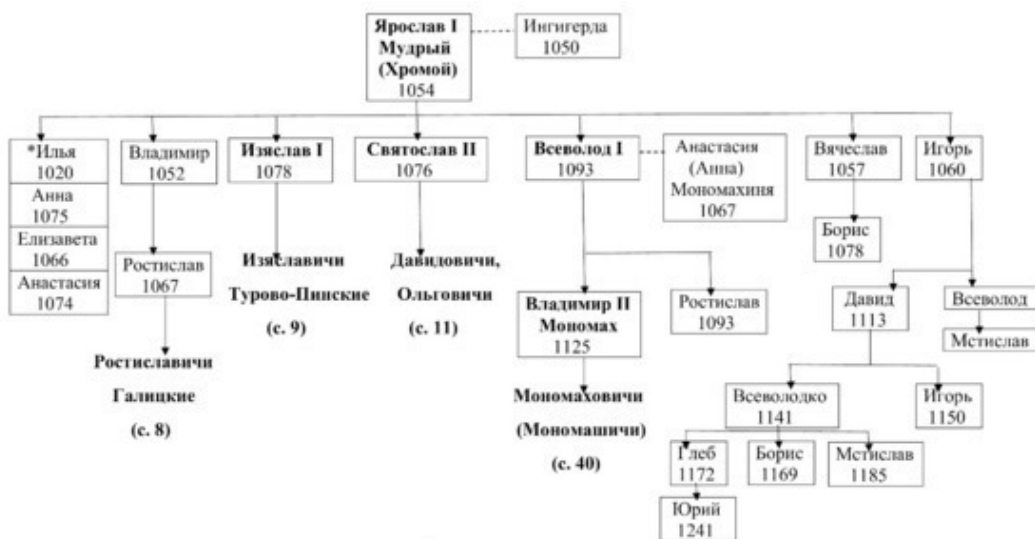 Ярослав I
Мудрый
(Хромой)
1054
Ингигерда
1050
*Илья
1020
Анна
1075
Елизавета
1066
Анастасия
1074
Владимир
1052
Изяслав I
1078
Святослав II
1076
Всеволод I
1093
Анастасия
(Анна)
Мономахиня
1067
Вячеслав
1057
Игорь
1060
Ростислав
1067
Изяславичи
Турово-Пинские
(с. 9)
Давидовичи,
Ольговичи
(с. 11)
Владимир II
Мономах
1125
Ростислав
1093
Борис
1078
Давид
1113
Всеволод
Мстислав
Ростиславичи
Галицкие
(с. 8)
Мономаховичи
(Мономашичи)
(с. 40)
Всеволодко
1141
Игорь
1150
Глеб
1172
Борис
1169
Мстислав
1185
Юрий
1241